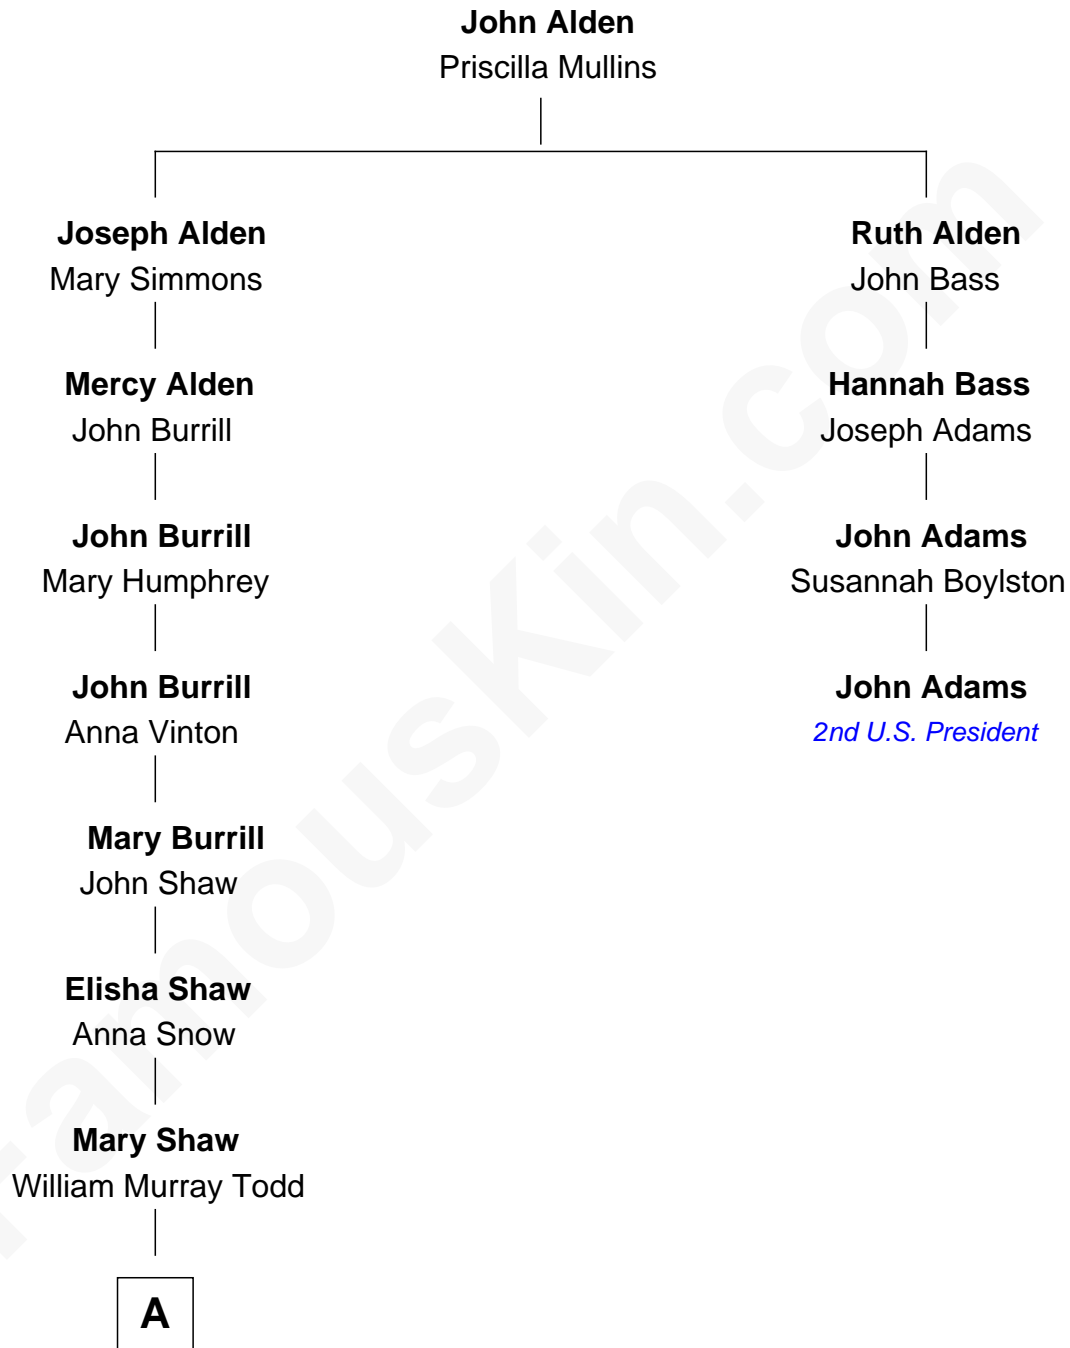 John Alden
Priscilla Mullins
Joseph Alden
Mary Simmons
Ruth Alden
John Bass
Mercy Alden
John Burrill
Hannah Bass
Joseph Adams
John Burrill
Mary Humphrey
John Adams
Susannah Boylston
John Burrill
Anna Vinton
John Adams
2nd U.S. President
Mary Burrill
John Shaw
Elisha Shaw
Anna Snow
Mary Shaw
William Murray Todd
A
FamousKin.com